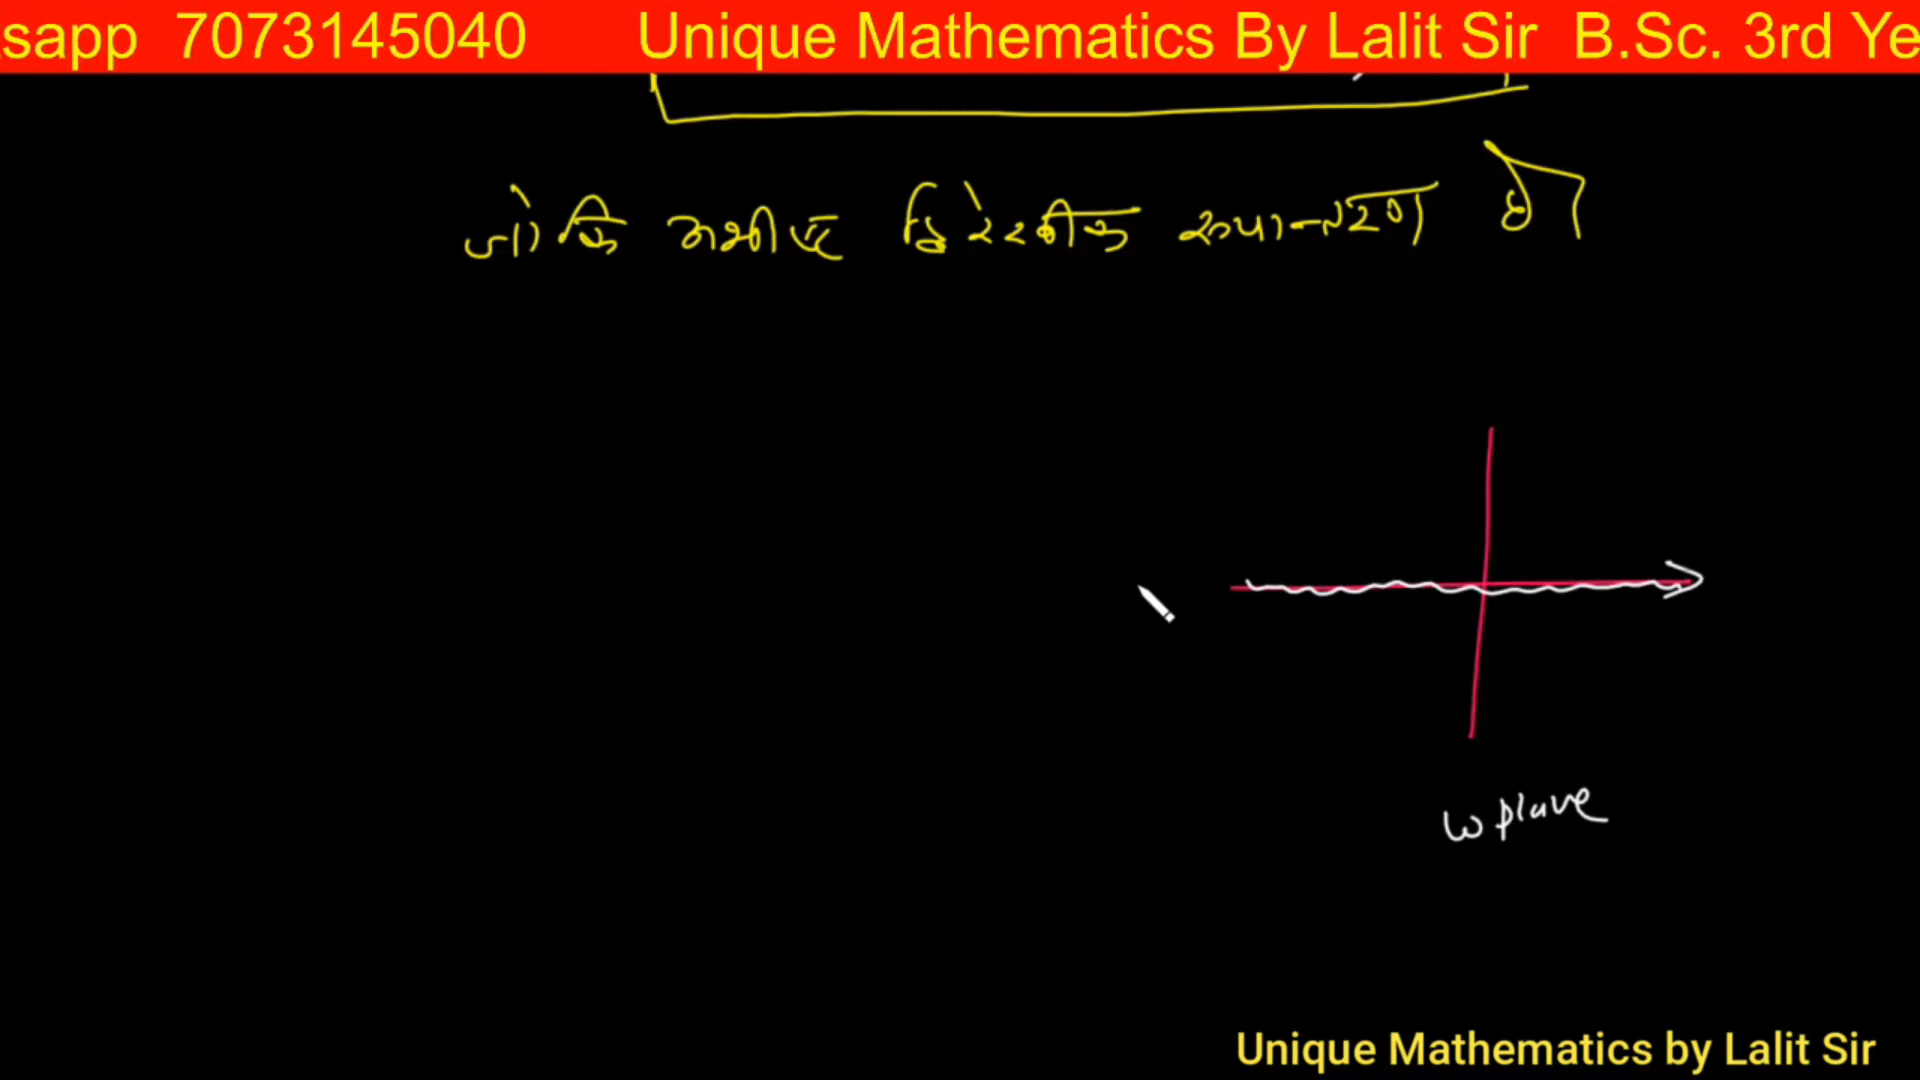 sapp 7073145040 Unique Mathematics By Lalit Sir B.Sc. 3rd Ye
जो कि अभीष्ट द्विरेखीक रूपान्तरण है।
w plane
Unique Mathematics by Lalit Sir